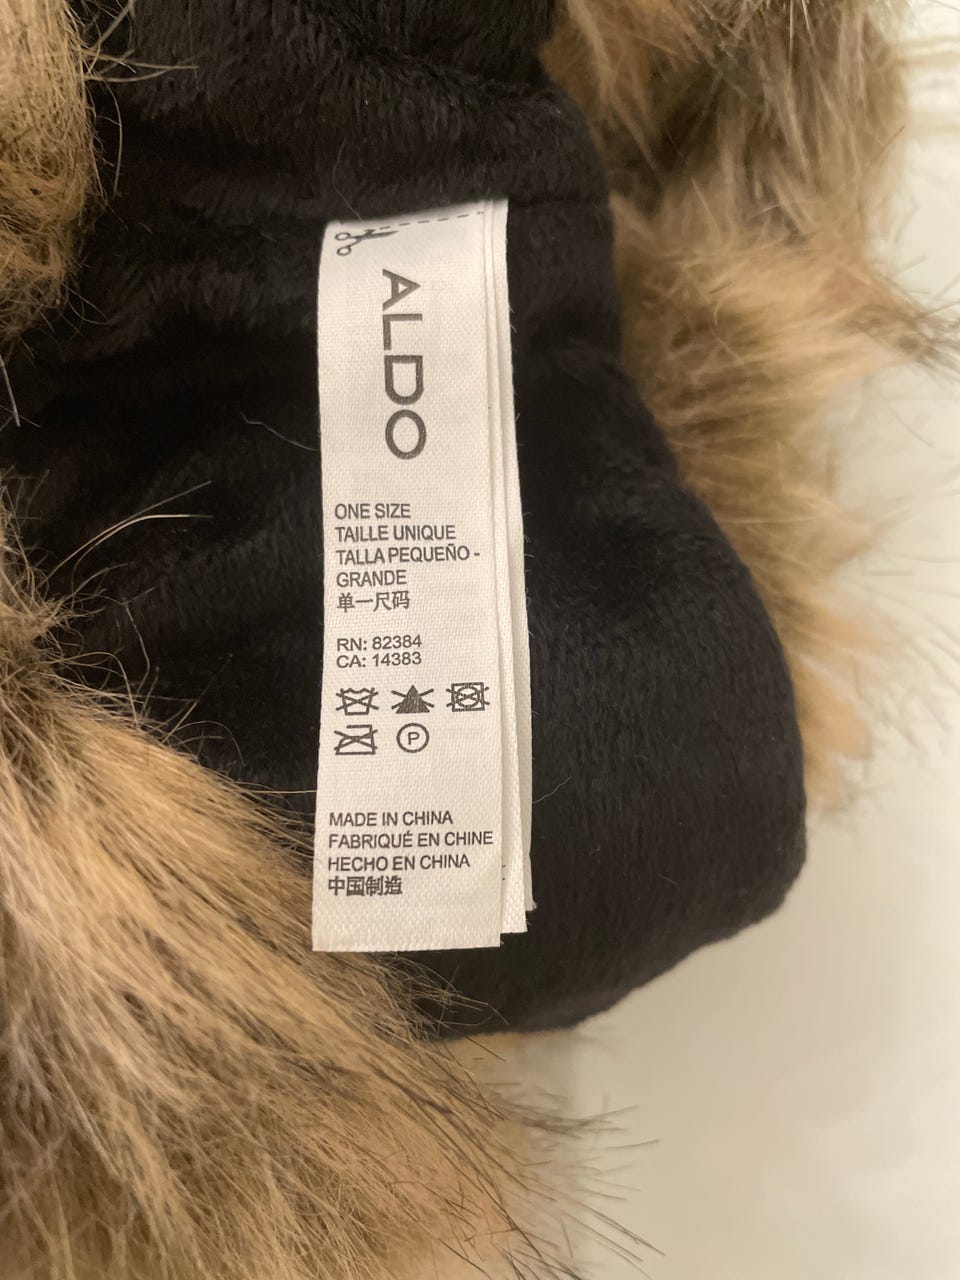 ALDO
ONE SIZE
TAILLE UNIQUE
TALLA PEQUEÑO -
GRANDE
单一尺码
RN: 82384
CA: 14383
P
MADE IN CHINA
FABRIQUÉ EN CHINE
HECHO EN CHINA
中国制造